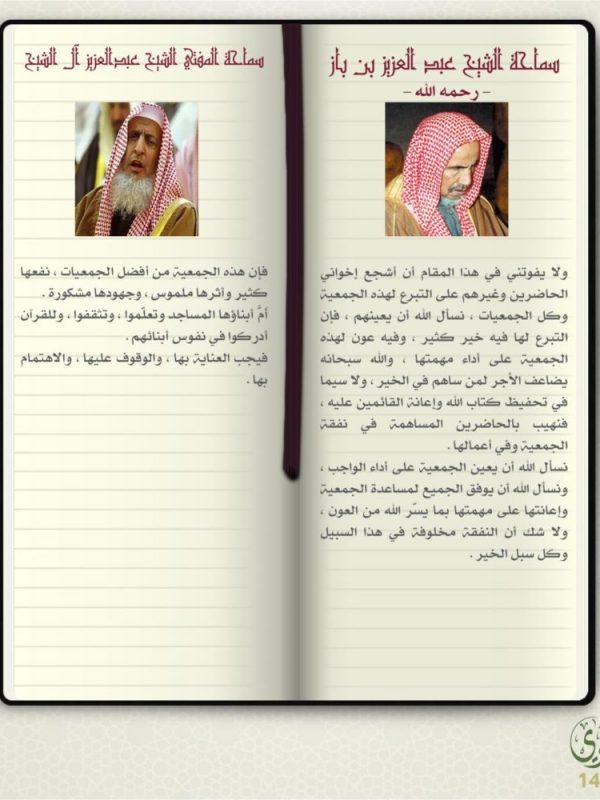 سماحة الشيخ عبد العزيز بن باز
- رحمه الله -
ولا يفوتني في هذا المقام أن أشجع إخواني
الحاضرين وغيرهم على التبرع لهذه الجمعية
وكل الجمعيات ، نسأل الله أن يعينهم ، فإن
التبرع لها فيه خير كثير ، وفيه عون لهذه
الجمعية على أداء مهمتها ، والله سبحانه
يضاعف الأجر لمن ساهم في الخير ، ولا سيما
في تحفيظ كتاب الله وإعانة القائمين عليه ،
فنهيب بالحاضرين المساهمة في نفقة
الجمعية وفي أعمالها .
نسأل الله أن يعين الجمعية على أداء الواجب ،
ونسأل الله أن يوفق الجميع لمساعدة الجمعية
وإعانتها على مهمتها بما يسّر الله من العون ،
ولا شك أن النفقة مخلوفة في هذا السبيل
وكل سبل الخير .
سماحة المفتي الشيخ عبدالعزيز آل الشيخ
فإن هذه الجمعية من أفضل الجمعيات ، نفعها
كثير وأثرها ملموس ، وجهودها مشكورة .
أمَّ أبناؤها المساجد وتعلّموا ، وتثقفوا ، وللقرآن
أدركوا في نفوس أبنائهم .
فيجب العناية بها ، والوقوف عليها ، والاهتمام
بها .
14